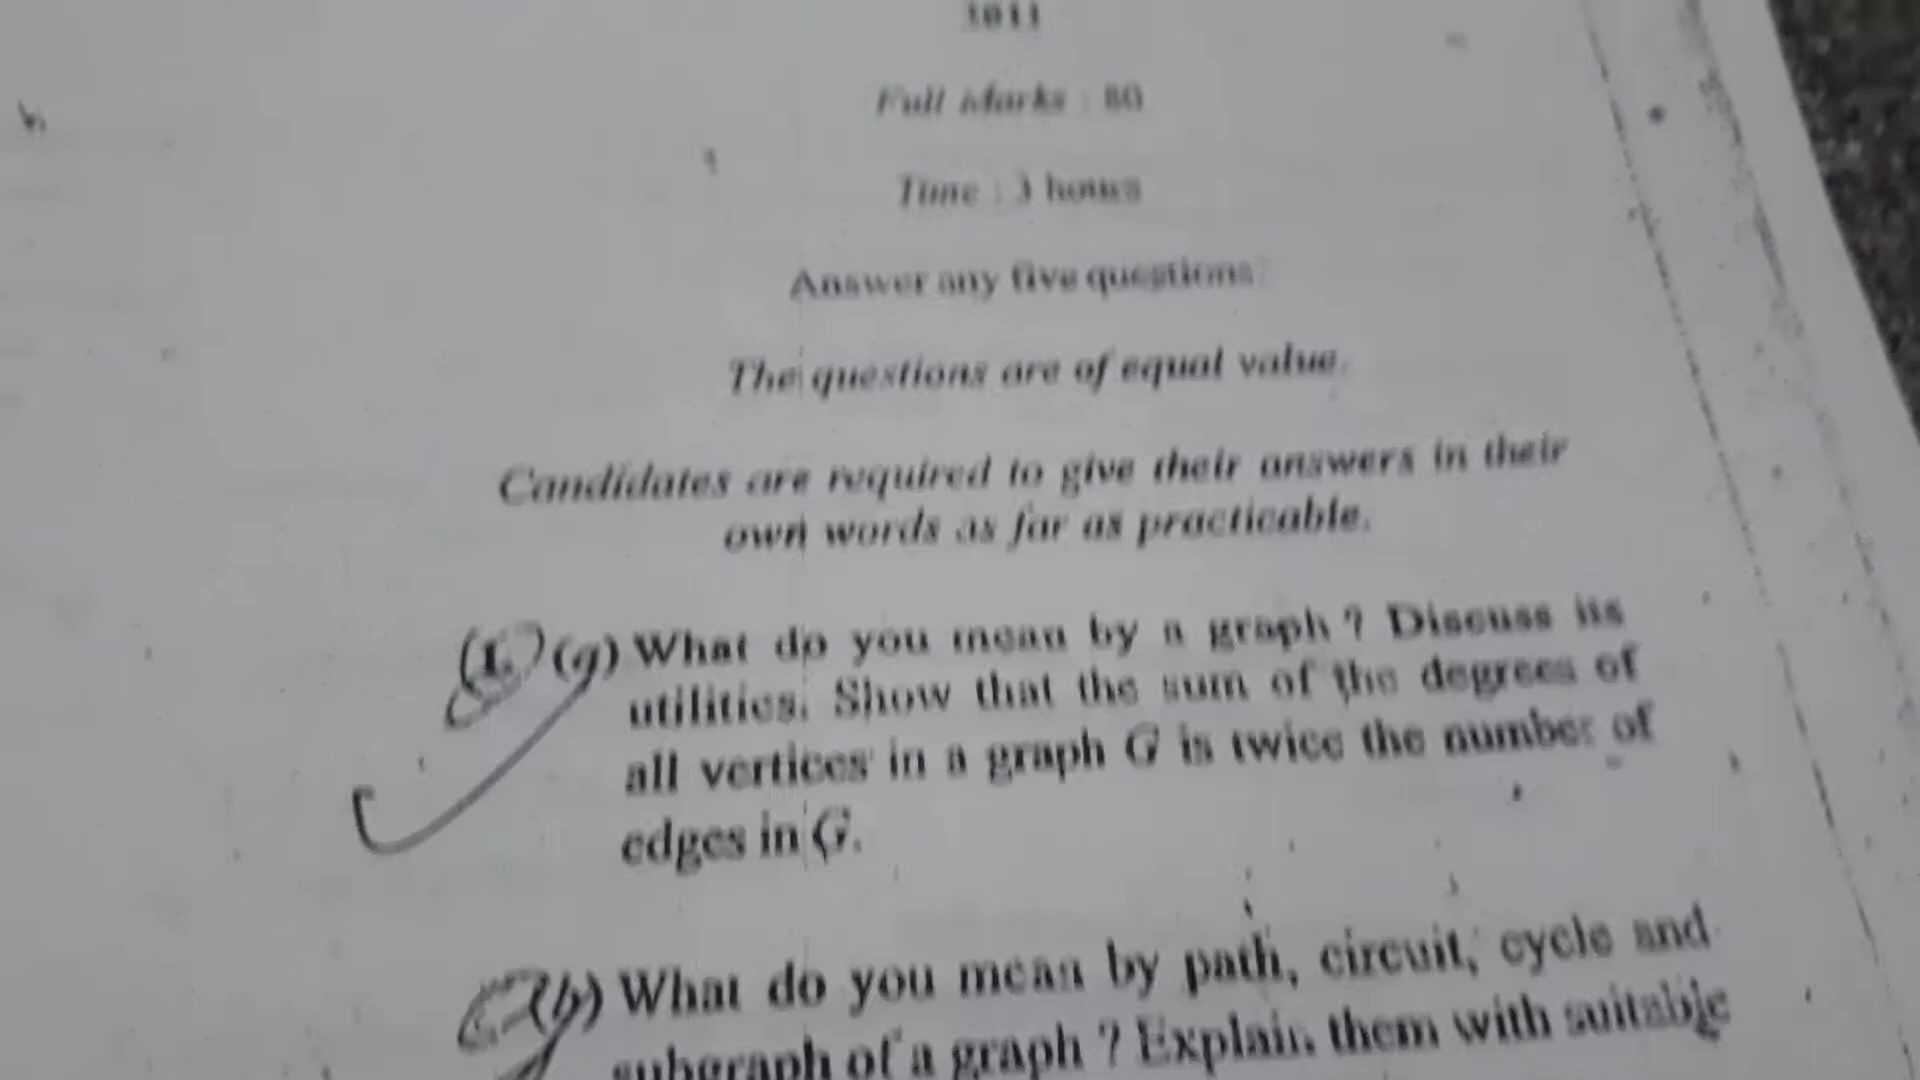 2011
Full Marks : 80
Time : 3 hours
Answer any five questions.
The questions are of equal value.
Candidates are required to give their answers in their
own words as far as practicable.
1. (a) What do you mean by a graph ? Discuss its
utilities. Show that the sum of the degrees of
all vertices in a graph G is twice the number of
edges in G.
(b) What do you mean by path, circuit, cycle and
subgraph of a graph ? Explain them with suitable